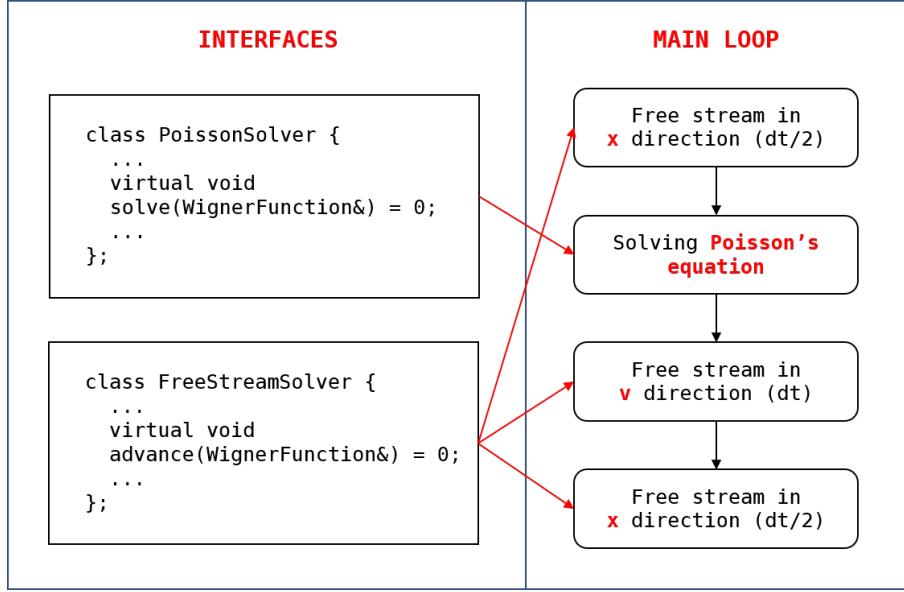 INTERFACES
class PoissonSolver {
...
virtual void
solve(WignerFunction&) = 0;
...
};
class FreeStreamSolver {
...
virtual void
advance(WignerFunction&) = 0;
...
};
MAIN LOOP
Free stream in
x direction (dt/2)
Solving Poisson’s
equation
Free stream in
v direction (dt)
Free stream in
x direction (dt/2)